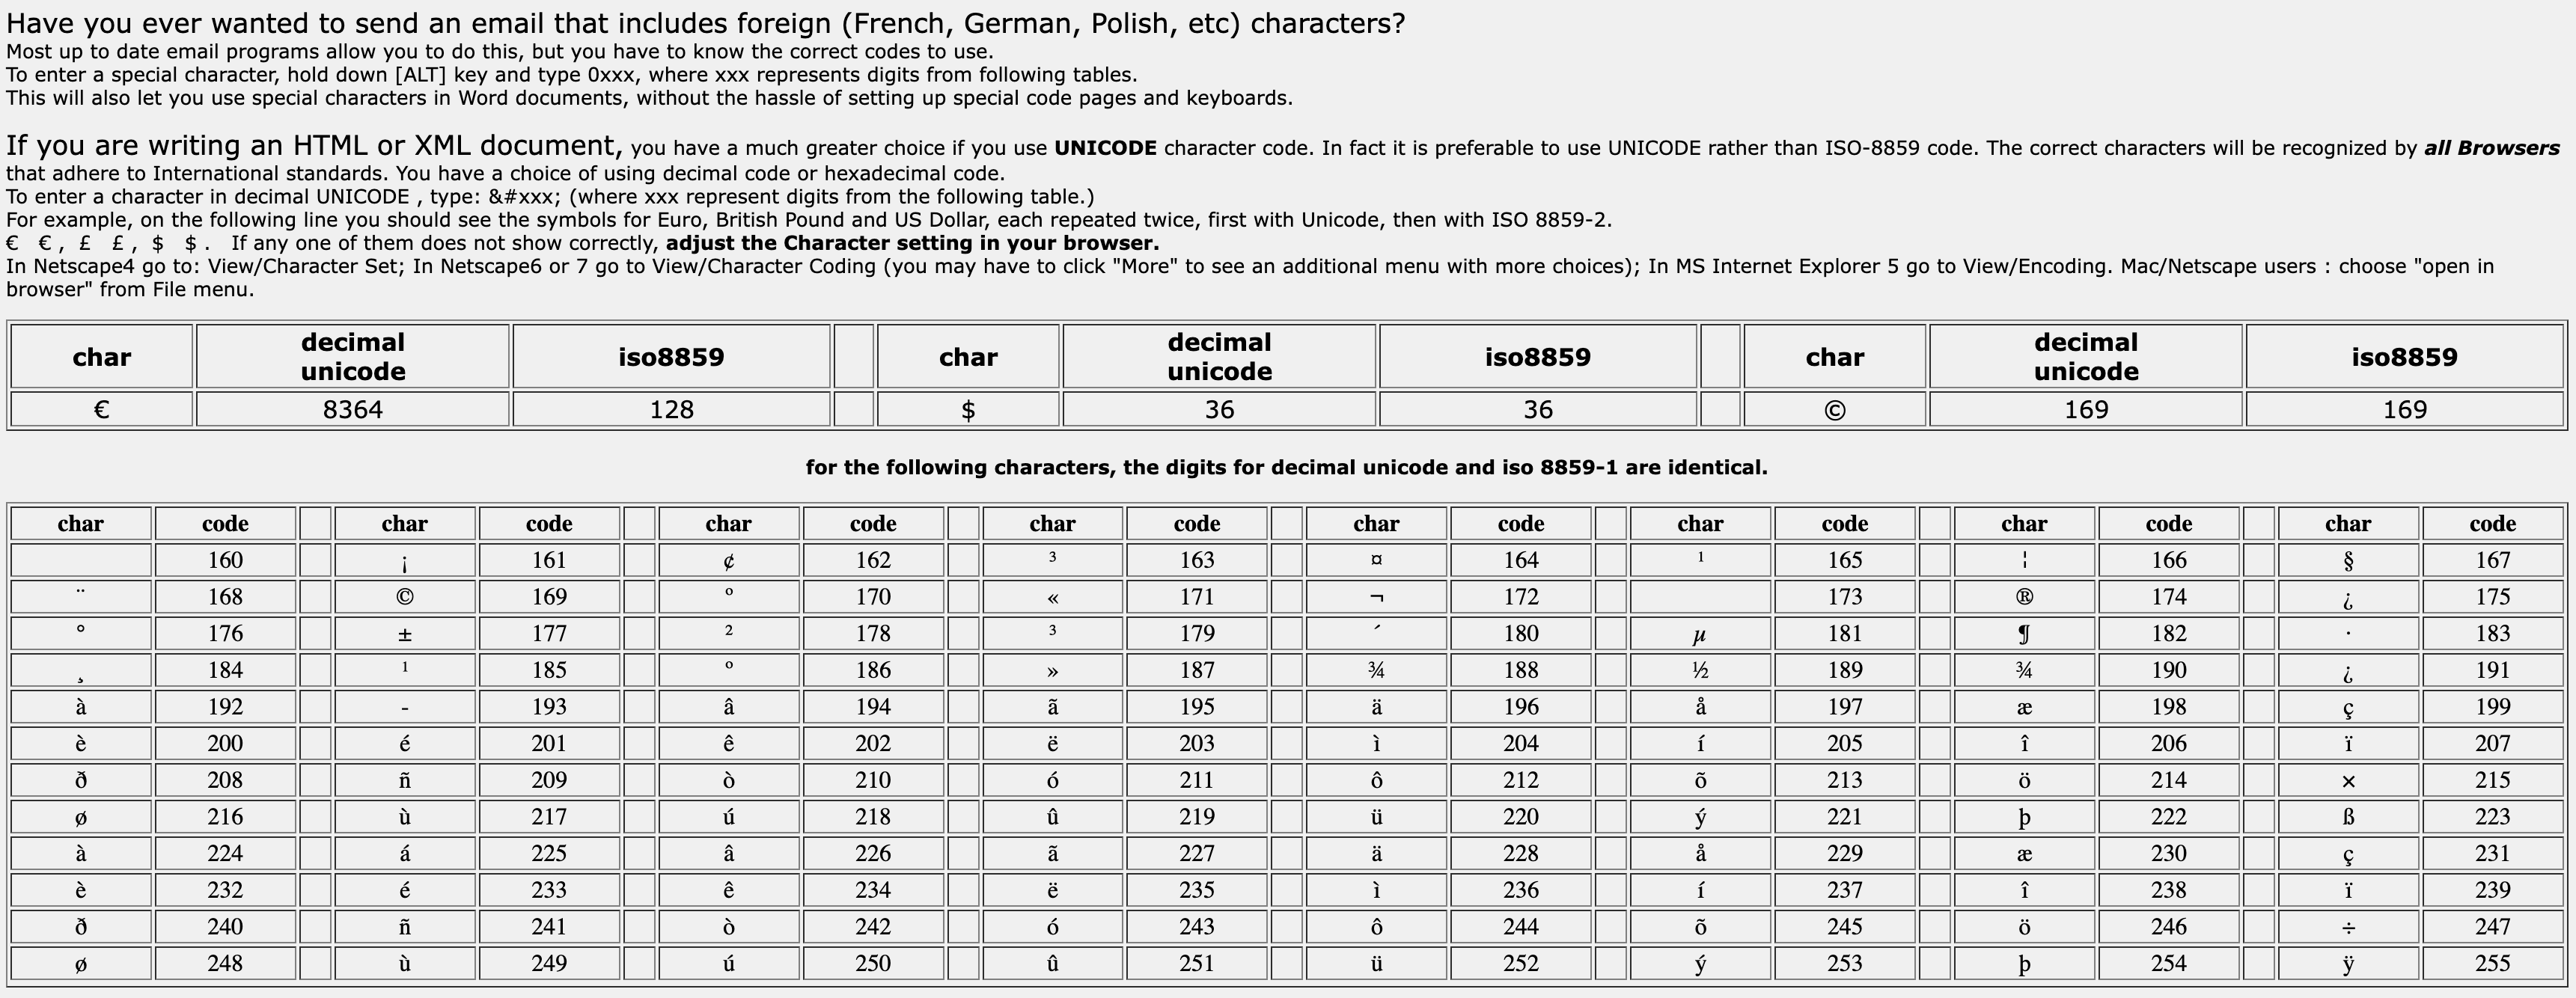 Have you ever wanted to send an email that includes foreign (French, German, Polish, etc) characters?
Most up to date email programs allow you to do this, but you have to know the correct codes to use.
To enter a special character, hold down [ALT] key and type 0xxx, where xxx represents digits from following tables.
This will also let you use special characters in Word documents, without the hassle of setting up special code pages and keyboards.
If you are writing an HTML or XML document, you have a much greater choice if you use UNICODE character code. In fact it is preferable to use UNICODE rather than ISO-8859 code. The correct characters will be recognized by all Browsers
that adhere to International standards. You have a choice of using decimal code or hexadecimal code.
To enter a character in decimal UNICODE , type: &#xxx; (where xxx represent digits from the following table.)
For example, on the following line you should see the symbols for Euro, British Pound and US Dollar, each repeated twice, first with Unicode, then with ISO 8859-2.
€ €, £ £, $ $. If any one of them does not show correctly, adjust the Character setting in your browser.
In Netscape4 go to: View/Character Set; In Netscape6 or 7 go to View/Character Coding (you may have to click "More" to see an additional menu with more choices); In MS Internet Explorer 5 go to View/Encoding. Mac/Netscape users : choose "open in
browser" from File menu.
char decimal unicode iso8859 char decimal unicode iso8859 char decimal unicode iso8859
€ 8364 128 $ 36 36 © 169 169
for the following characters, the digits for decimal unicode and iso 8859-1 are identical.
char code char code char code char code char code char code char code char code
160 ¡ 161 ¢ 162 ³ 163 ¤ 164 ¹ 165 ¦ 166 § 167
¨ 168 © 169 º 170 « 171 ¬ 172 173 ® 174 ¿ 175
° 176 ± 177 ² 178 ³ 179 ´ 180 µ 181 ¶ 182 · 183
¸ 184 ¹ 185 º 186 » 187 ¾ 188 ½ 189 ¾ 190 ¿ 191
à 192 - 193 â 194 ã 195 ä 196 å 197 æ 198 ç 199
è 200 é 201 ê 202 ë 203 ì 204 í 205 î 206 ï 207
ð 208 ñ 209 ò 210 ó 211 ô 212 õ 213 ö 214 × 215
ø 216 ù 217 ú 218 û 219 ü 220 ý 221 þ 222 ß 223
à 224 á 225 â 226 ã 227 ä 228 å 229 æ 230 ç 231
è 232 é 233 ê 234 ë 235 ì 236 í 237 î 238 ï 239
ð 240 ñ 241 ò 242 ó 243 ô 244 õ 245 ö 246 ÷ 247
ø 248 ù 249 ú 250 û 251 ü 252 ý 253 þ 254 ÿ 255